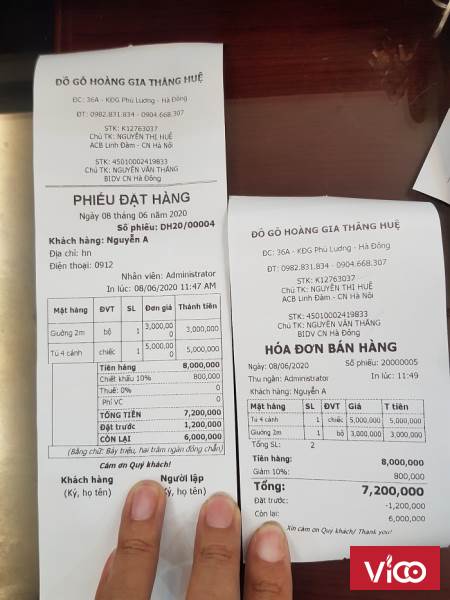 ĐỒ GỖ HOÀNG GIA THĂNG HUỆ
ĐC: 36A - KĐG Phú Lương - Hà Đông
ĐT: 0982.831.834 - 0904.668.307
STK: K12763037
Chủ TK: NGUYỄN THỊ HUẾ
ACB Linh Đàm - CN Hà Nôi
STK: 45010002419833
Chủ TK: NGUYỄN VĂN THĂNG
BIDV CN Hà Đông
PHIẾU ĐẶT HÀNG
Ngày 08 tháng 06 năm 2020
Số phiếu: DH20/00004
Khách hàng: Nguyễn A
Địa chỉ: hn
Điện thoại: 0912
Nhân viên: Administrator
In lúc: 08/06/2020 11:47 AM
Mặt hàng ĐVT SL Đơn giá Thành tiền
Giường 2m bộ 1 3,000,000 3,000,000
Tủ 4 cánh chiếc 1 5,000,000 5,000,000
Tiền hàng 8,000,000
Chiết khấu 10% 800,000
Thuế: 0% 0
Phí VC 0
TỔNG TIỀN 7,200,000
Đặt trước 1,200,000
CÒN LẠI 6,000,000
(Bằng chữ: Bảy triệu, hai trăm ngàn đồng chẵn)
Cám ơn Quý khách!
Khách hàng Người lập
(Ký, họ tên) (Ký, họ tên)
ĐỒ GỖ HOÀNG GIA THĂNG HUỆ
ĐC: 36A - KĐG Phú Lương - Hà Đông
ĐT: 0982.831.834 - 0904.668.307
STK: K12763037
Chủ TK: NGUYỄN THỊ HUẾ
ACB Linh Đàm - CN Hà Nôi
STK: 45010002419833
Chủ TK: NGUYỄN VĂN THĂNG
BIDV CN Hà Đông
HÓA ĐƠN BÁN HÀNG
Ngày: 08/06/2020 Số phiếu: 20000005
Thu ngân: Administrator In lúc: 11:49
Khách hàng: Nguyễn A
Mặt hàng SL ĐVT Giá T tiền
Tủ 4 cánh 1 chiếc 5,000,000 5,000,000
Giường 2m 1 bộ 3,000,000 3,000,000
Tổng SL: 2
Tiền hàng: 8,000,000
Giảm 10%: 800,000
Tổng: 7,200,000
Đặt trước: -1,200,000
Còn lại: 6,000,000
Xin cám ơn Quý khách/ Thank you!
Vico